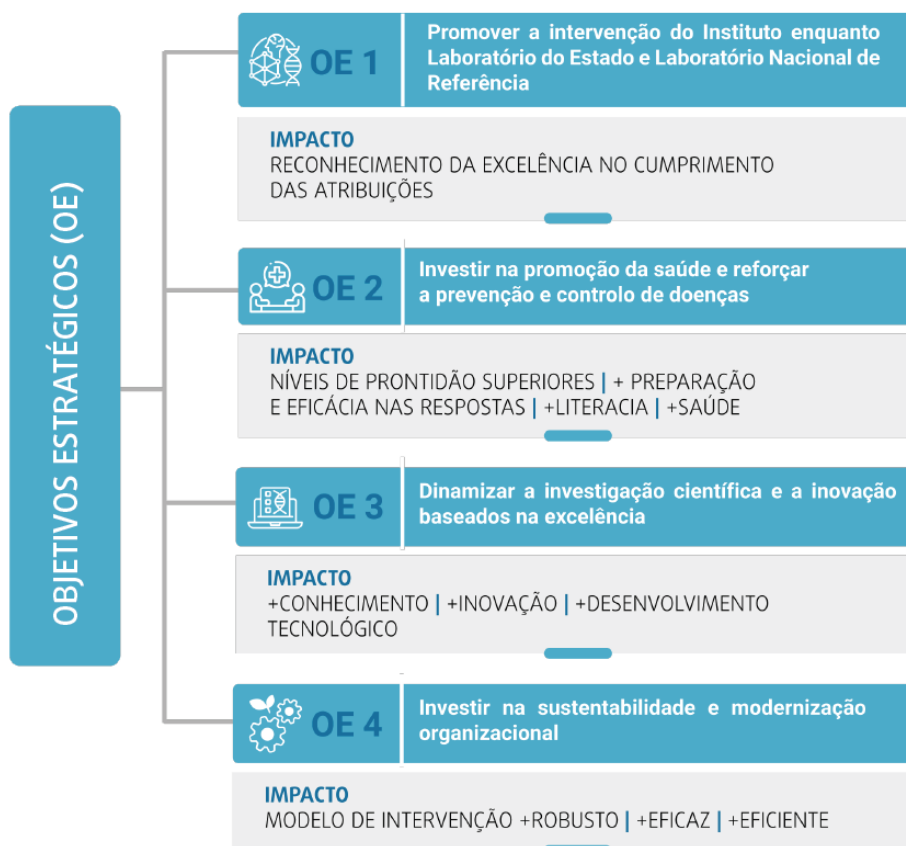 OBJETIVOS ESTRATÉGICOS (OE)
OE 1
Promover a intervenção do Instituto enquanto
Laboratório do Estado e Laboratório Nacional de
Referência
IMPACTO
RECONHECIMENTO DA EXCELÊNCIA NO CUMPRIMENTO
DAS ATRIBUIÇÕES
OE 2
Investir na promoção da saúde e reforçar
a prevenção e controlo de doenças
IMPACTO
NÍVEIS DE PRONTIDÃO SUPERIORES | + PREPARAÇÃO
E EFICÁCIA NAS RESPOSTAS | +LITERACIA | +SAÚDE
OE 3
Dinamizar a investigação científica e a inovação
baseados na excelência
IMPACTO
+CONHECIMENTO | +INOVAÇÃO | +DESENVOLVIMENTO
TECNOLÓGICO
OE 4
Investir na sustentabilidade e modernização
organizacional
IMPACTO
MODELO DE INTERVENÇÃO +ROBUSTO | +EFICAZ | +EFICIENTE